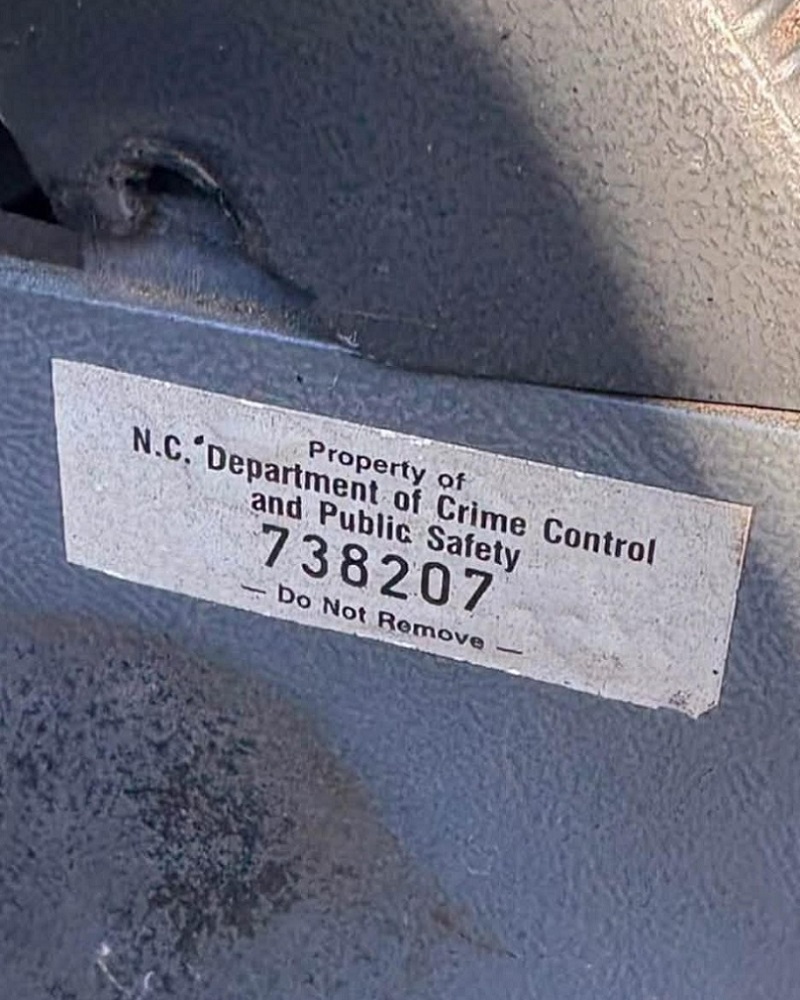 Property of
N.C. Department of Crime Control
and Public Safety
738207
— Do Not Remove —